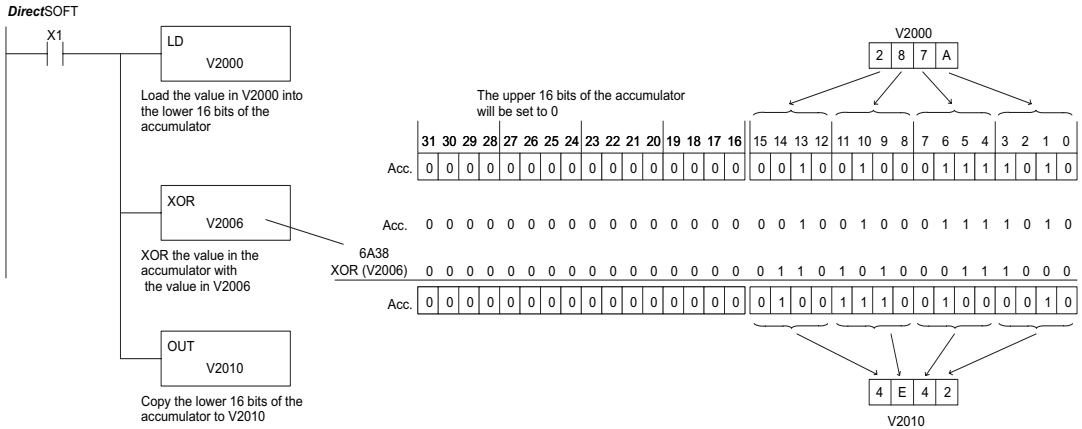 DirectSOFT
X1
LD
V2000
Load the value in V2000 into
the lower 16 bits of the
accumulator
XOR
V2006
XOR the value in the
accumulator with
the value in V2006
OUT
V2010
Copy the lower 16 bits of the
accumulator to V2010
V2000
2 8 7 A
The upper 16 bits of the accumulator
will be set to 0
31 30 29 28 27 26 25 24 23 22 21 20 19 18 17 16 15 14 13 12 11 10 9 8 7 6 5 4 3 2 1 0
Acc. 0 0 0 0 0 0 0 0 0 0 0 0 0 0 0 0 0 0 1 0 0 1 0 0 0 1 1 1 1 0 1 0
Acc. 0 0 0 0 0 0 0 0 0 0 0 0 0 0 0 0 0 0 1 0 0 1 0 0 0 1 1 1 1 0 1 0
6A38
XOR (V2006) 0 0 0 0 0 0 0 0 0 0 0 0 0 0 0 0 0 1 1 0 1 0 1 0 0 0 1 1 1 0 0 0
Acc. 0 0 0 0 0 0 0 0 0 0 0 0 0 0 0 0 0 1 0 0 1 1 1 0 0 1 0 0 0 0 1 0
4 E 4 2
V2010